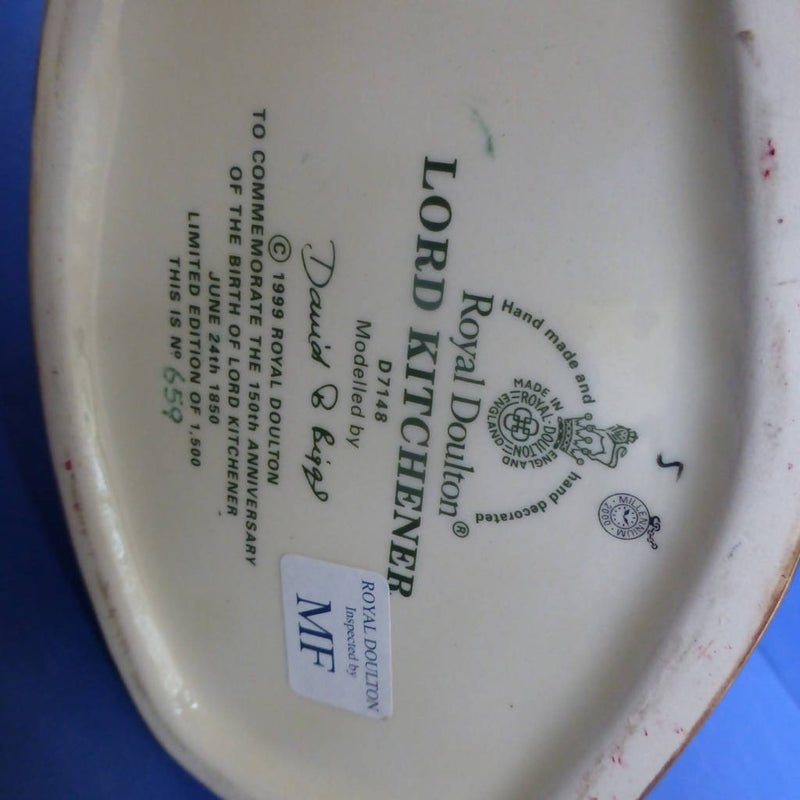 MILLENNIUM
2000
5
Hand made and hand decorated
MADE IN ENGLAND
ROYAL · DOULTON
ENGLAND
Royal Doulton®
LORD KITCHENER
D7148
Modelled by
David B Biggs
© 1999 ROYAL DOULTON
TO COMMEMORATE THE 150th ANNIVERSARY
OF THE BIRTH OF LORD KITCHENER
JUNE 24th 1850
LIMITED EDITION OF 1,500
THIS IS Nº 659
ROYAL DOULTON
Inspected by
MF